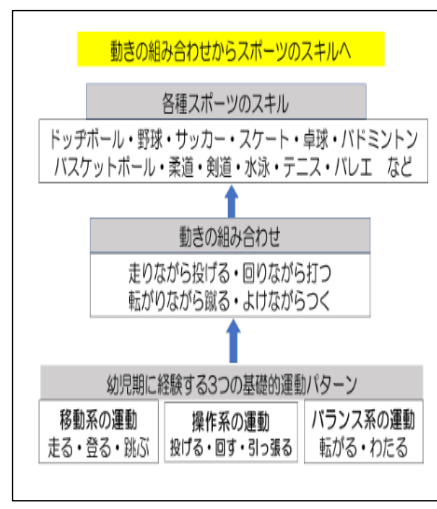 動きの組み合わせからスポーツのスキルへ
各種スポーツのスキル
ドッヂボール・野球・サッカー・スケート・卓球・バドミントン
バスケットボール・柔道・剣道・水泳・テニス・バレエ など
動きの組み合わせ
走りながら投げる・回りながら打つ
転がりながら蹴る・よけながらつく
幼児期に経験する3つの基礎的運動パターン
移動系の運動
走る・登る・跳ぶ
操作系の運動
投げる・回す・引っ張る
バランス系の運動
転がる・わたる